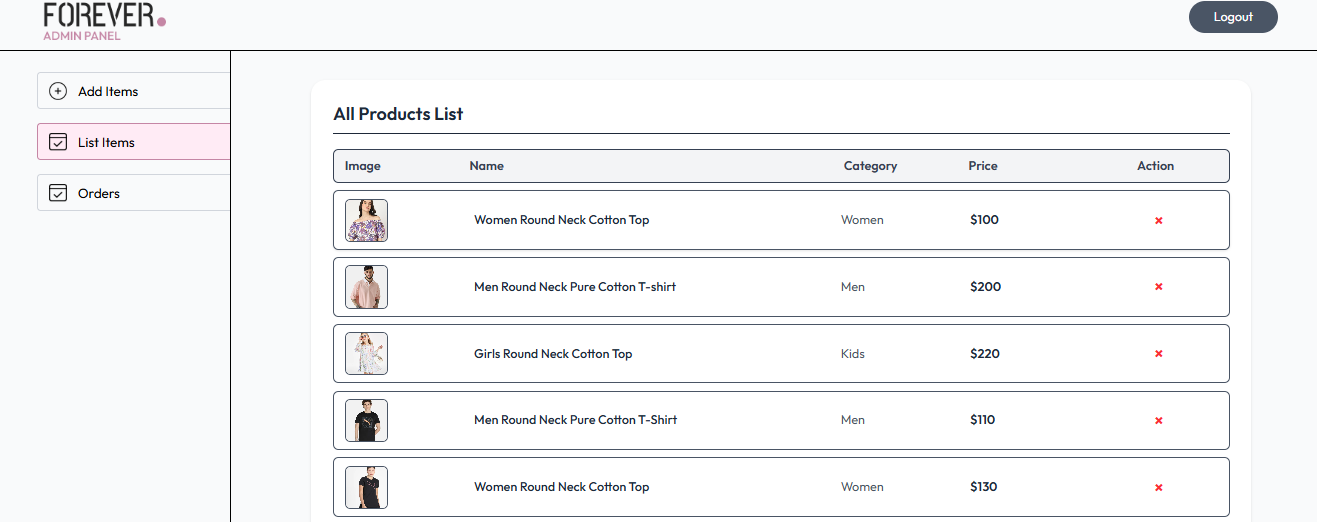 FOREVER.
ADMIN PANEL
Logout
Add Items
List Items
Orders
All Products List
Image Name Category Price Action
Women Round Neck Cotton Top Women $100 ×
Men Round Neck Pure Cotton T-shirt Men $200 ×
Girls Round Neck Cotton Top Kids $220 ×
Men Round Neck Pure Cotton T-Shirt Men $110 ×
Women Round Neck Cotton Top Women $130 ×